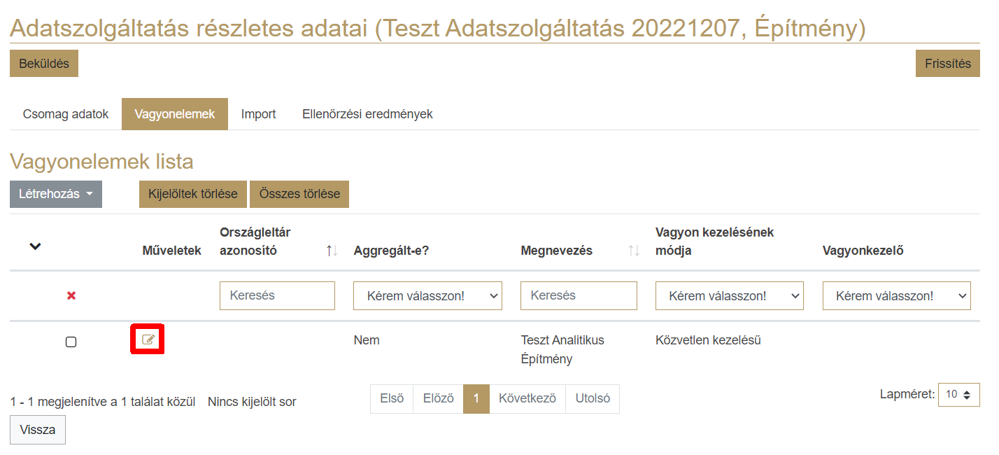 Adatszolgáltatás részletes adatai (Teszt Adatszolgáltatás 20221207, Építmény)
Beküldés
Frissítés
Csomag adatok
Vagyonelemek
Import
Ellenőrzési eredmények
Vagyonelemek lista
Létrehozás
Kijelöltek törlése
Összes törlése
Műveletek
Országleltár
azonosító
Aggregált-e?
Megnevezés
Vagyon kezelésének
módja
Vagyonkezelő
Keresés
Kérem válasszon!
Keresés
Kérem válasszon!
Kérem válasszon!
Nem
Teszt Analitikus
Építmény
Közvetlen kezelésű
1 - 1 megjelenítve a 1 találat közül
Nincs kijelölt sor
Első
Előző
1
Következő
Utolsó
Lapméret:
10
Vissza